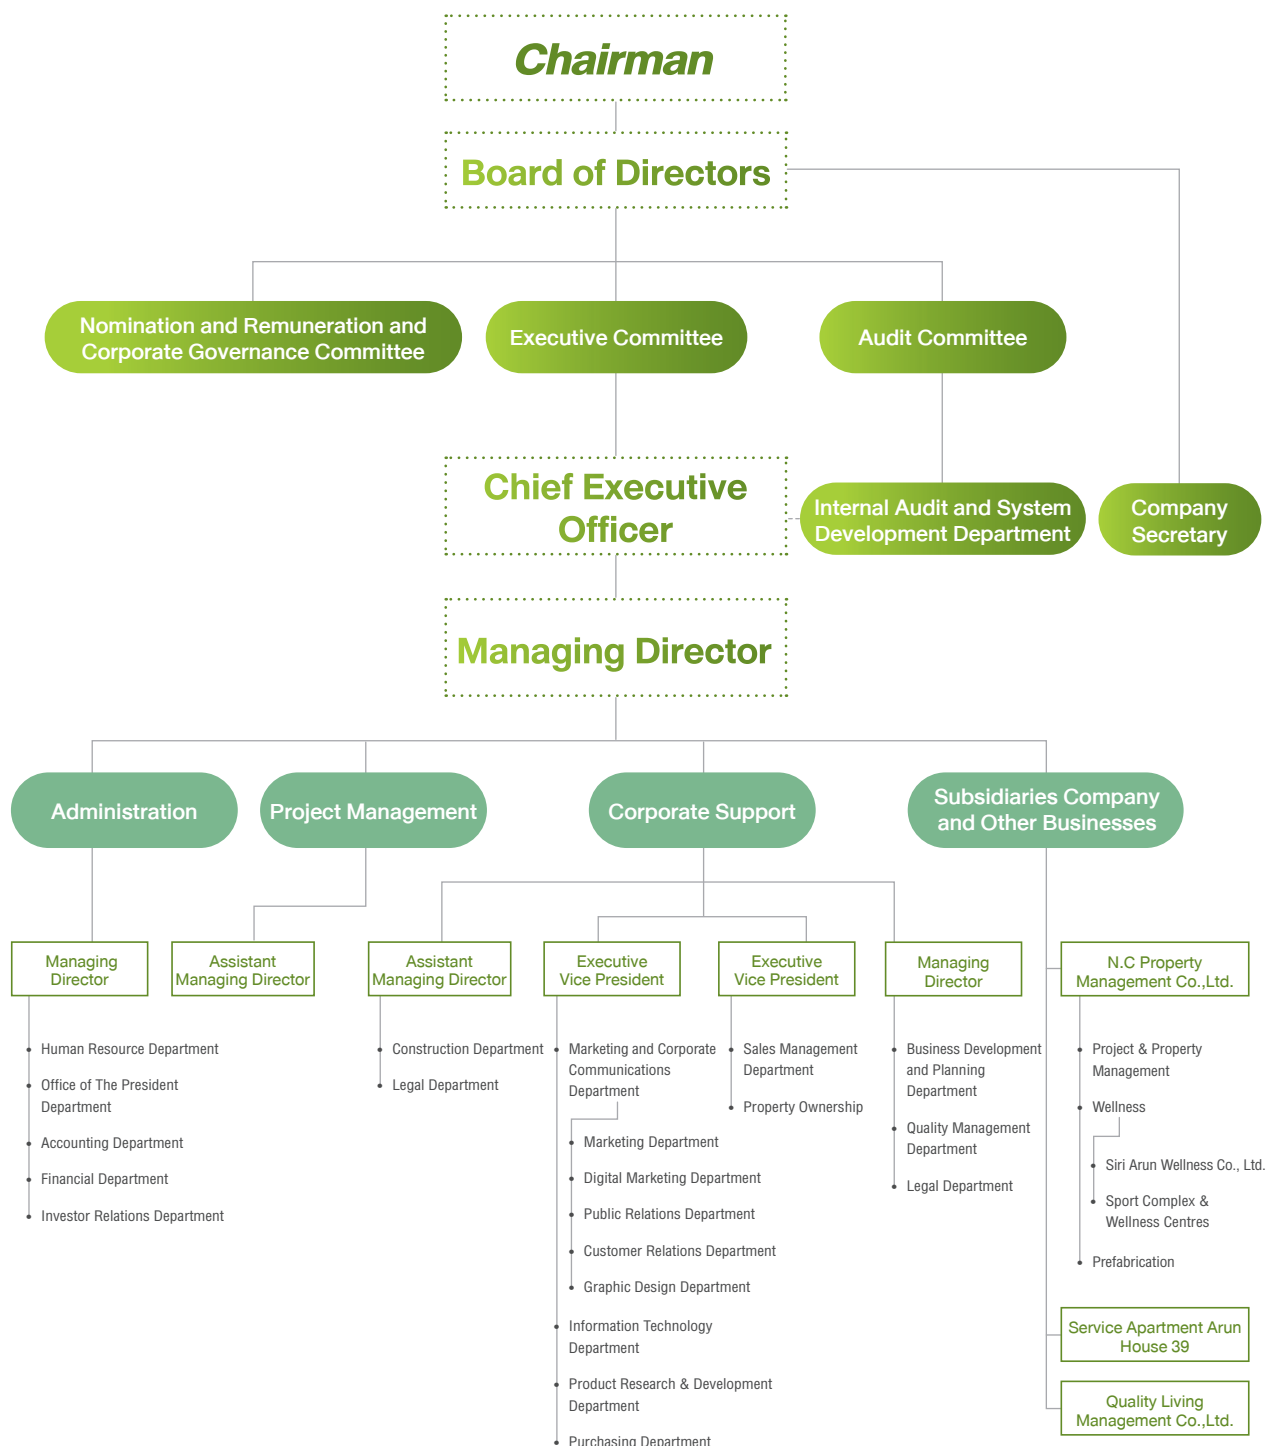 Chairman
Board of Directors
Nomination and Remuneration and
Corporate Governance Committee
Executive Committee
Audit Committee
Chief Executive
Officer
Internal Audit and System
Development Department
Company
Secretary
Managing Director
Administration
Project Management
Corporate Support
Subsidiaries Company
and Other Businesses
Managing
Director
Human Resource Department
Office of The President
Department
Accounting Department
Financial Department
Investor Relations Department
Assistant
Managing Director
Assistant
Managing Director
Construction Department
Legal Department
Executive
Vice President
Marketing and Corporate
Communications
Department
Marketing Department
Digital Marketing Department
Public Relations Department
Customer Relations Department
Graphic Design Department
Information Technology
Department
Product Research & Development
Department
Purchasing Department
Executive
Vice President
Sales Management
Department
Property Ownership
Managing
Director
Business Development
and Planning
Department
Quality Management
Department
Legal Department
N.C Property
Management Co.,Ltd.
Project & Property
Management
Wellness
Siri Arun Wellness Co., Ltd.
Sport Complex &
Wellness Centres
Prefabrication
Service Apartment Arun
House 39
Quality Living
Management Co.,Ltd.